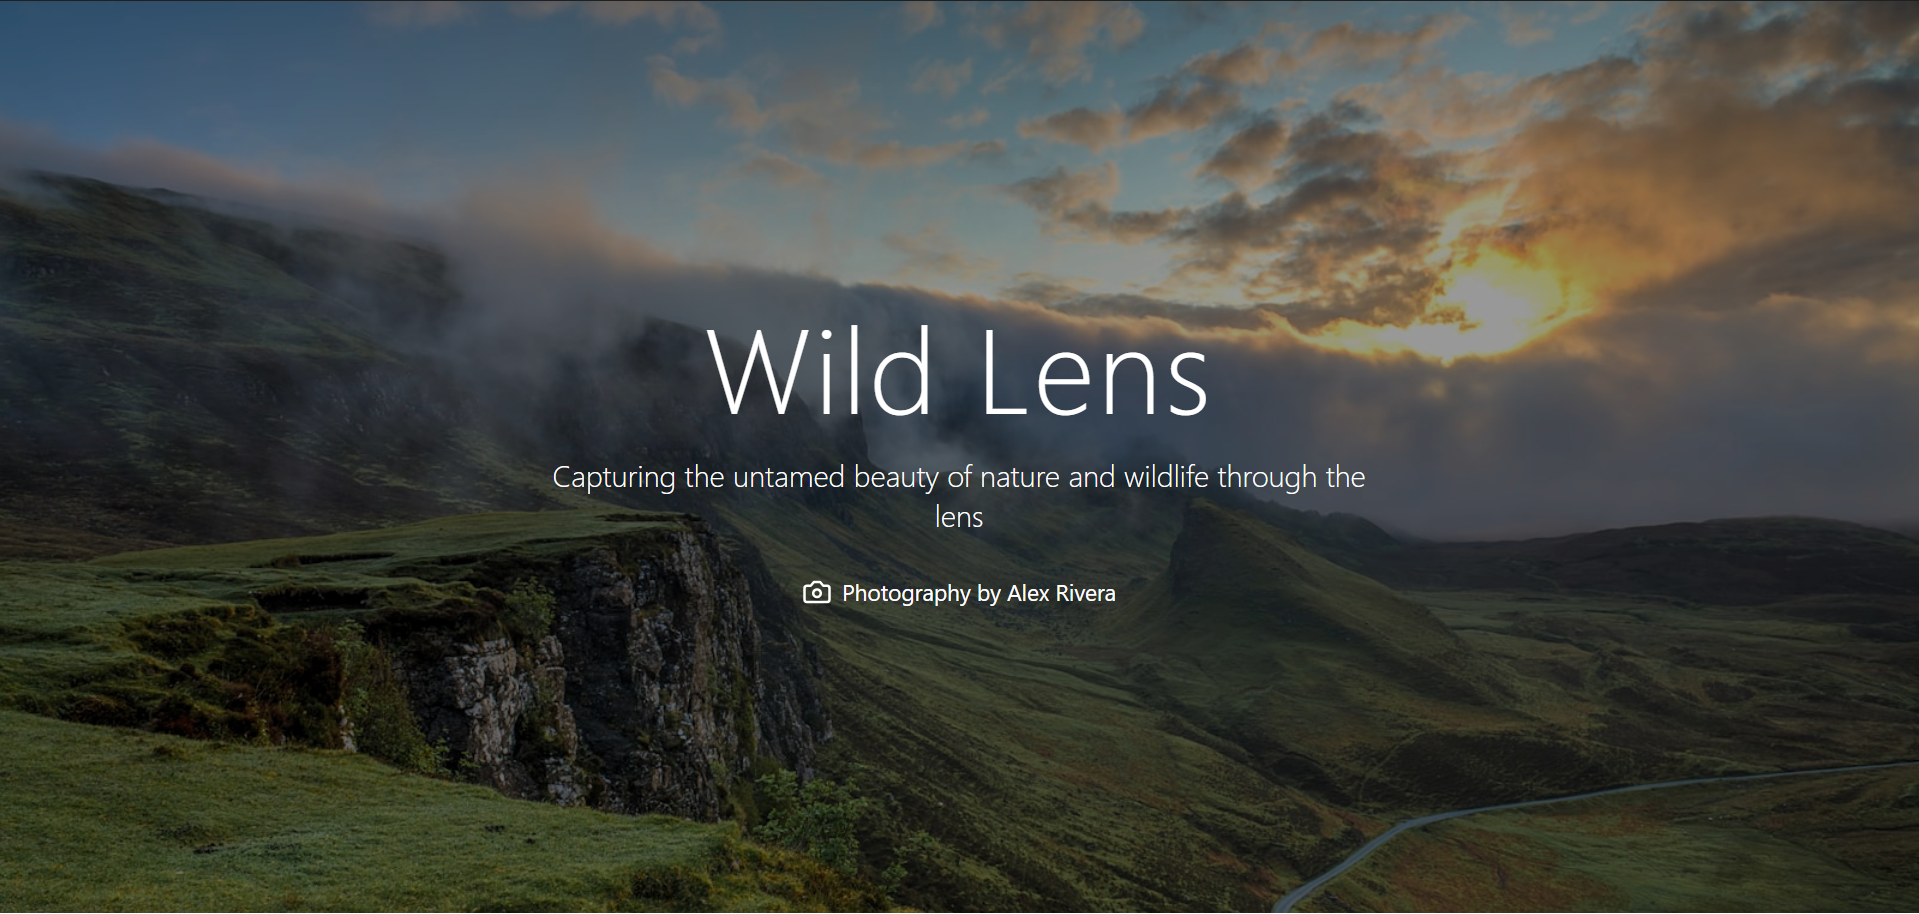 Wild Lens
Capturing the untamed beauty of nature and wildlife through the
lens
Photography by Alex Rivera